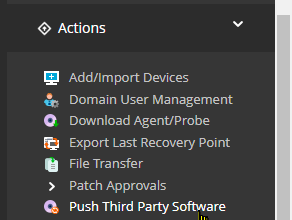 Actions
Add/Import Devices
Domain User Management
Download Agent/Probe
Export Last Recovery Point
File Transfer
Patch Approvals
Push Third Party Software